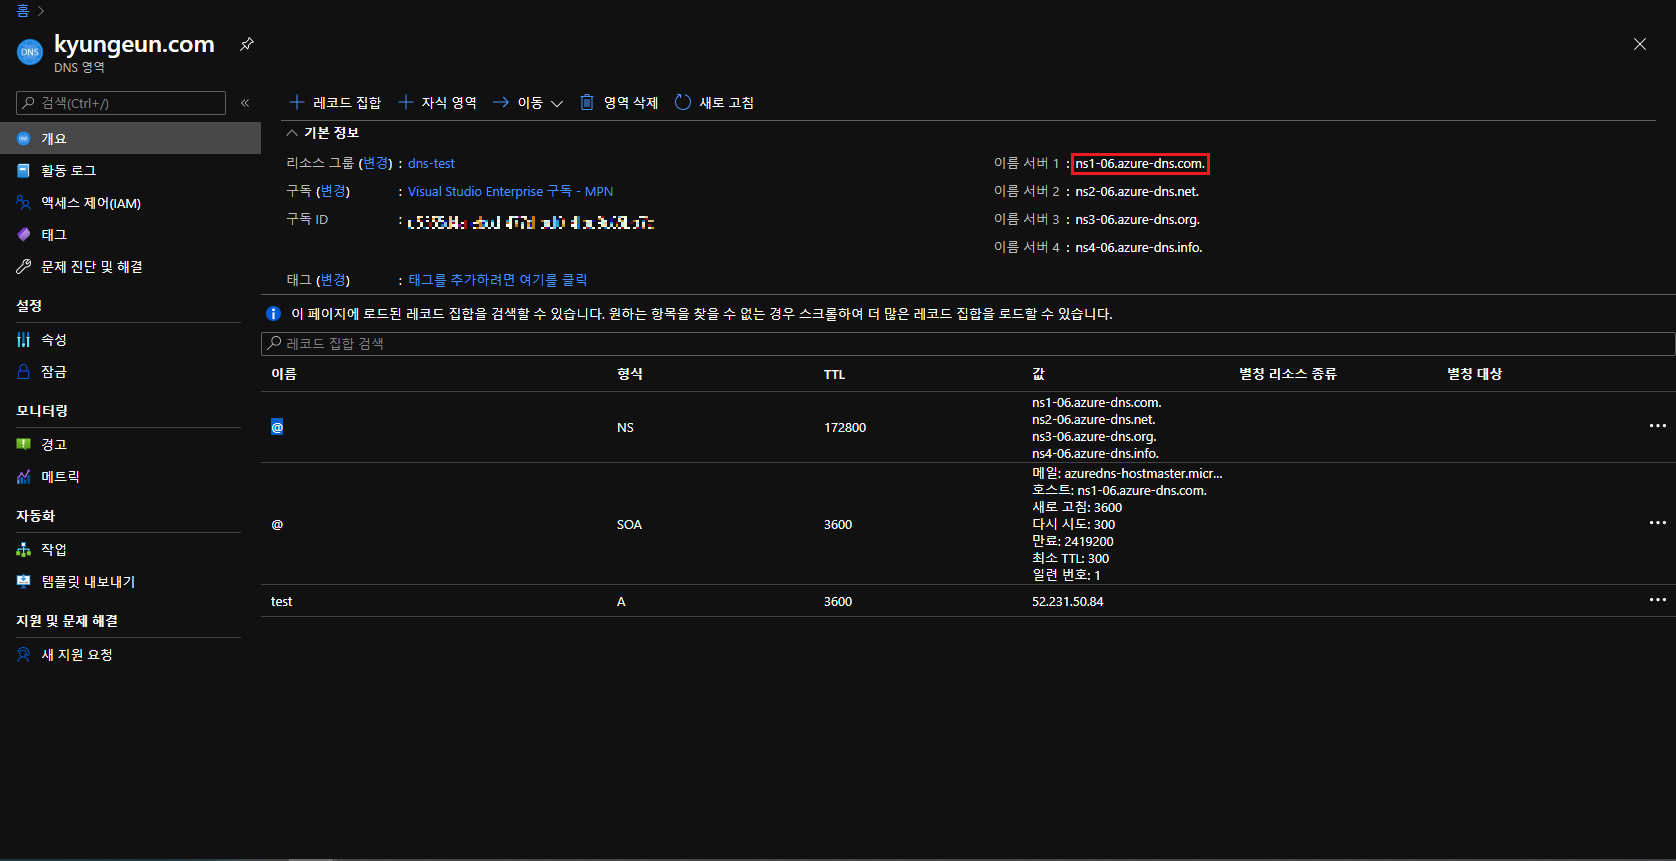 홈 >
DNS
kyungeun.com
DNS 영역
검색(Ctrl+/)
«
레코드 집합
자식 영역
이동
영역 삭제
새로 고침
개요
활동 로그
액세스 제어(IAM)
태그
문제 진단 및 해결
설정
속성
잠금
모니터링
경고
메트릭
자동화
작업
템플릿 내보내기
지원 및 문제 해결
새 지원 요청
기본 정보
리소스 그룹 (변경) : dns-test
구독 (변경) : Visual Studio Enterprise 구독 - MPN
구독 ID :
태그 (변경) : 태그를 추가하려면 여기를 클릭
이름 서버 1 : ns1-06.azure-dns.com.
이름 서버 2 : ns2-06.azure-dns.net.
이름 서버 3 : ns3-06.azure-dns.org.
이름 서버 4 : ns4-06.azure-dns.info.
이 페이지에 로드된 레코드 집합을 검색할 수 있습니다. 원하는 항목을 찾을 수 없는 경우 스크롤하여 더 많은 레코드 집합을 로드할 수 있습니다.
레코드 집합 검색
이름 형식 TTL 값 별칭 리소스 종류 별칭 대상
@ NS 172800
ns1-06.azure-dns.com.
ns2-06.azure-dns.net.
ns3-06.azure-dns.org.
ns4-06.azure-dns.info.
@ SOA 3600
메일: azuredns-hostmaster.micr...
호스트: ns1-06.azure-dns.com.
새로 고침: 3600
다시 시도: 300
만료: 2419200
최소 TTL: 300
일련 번호: 1
test A 3600 52.231.50.84